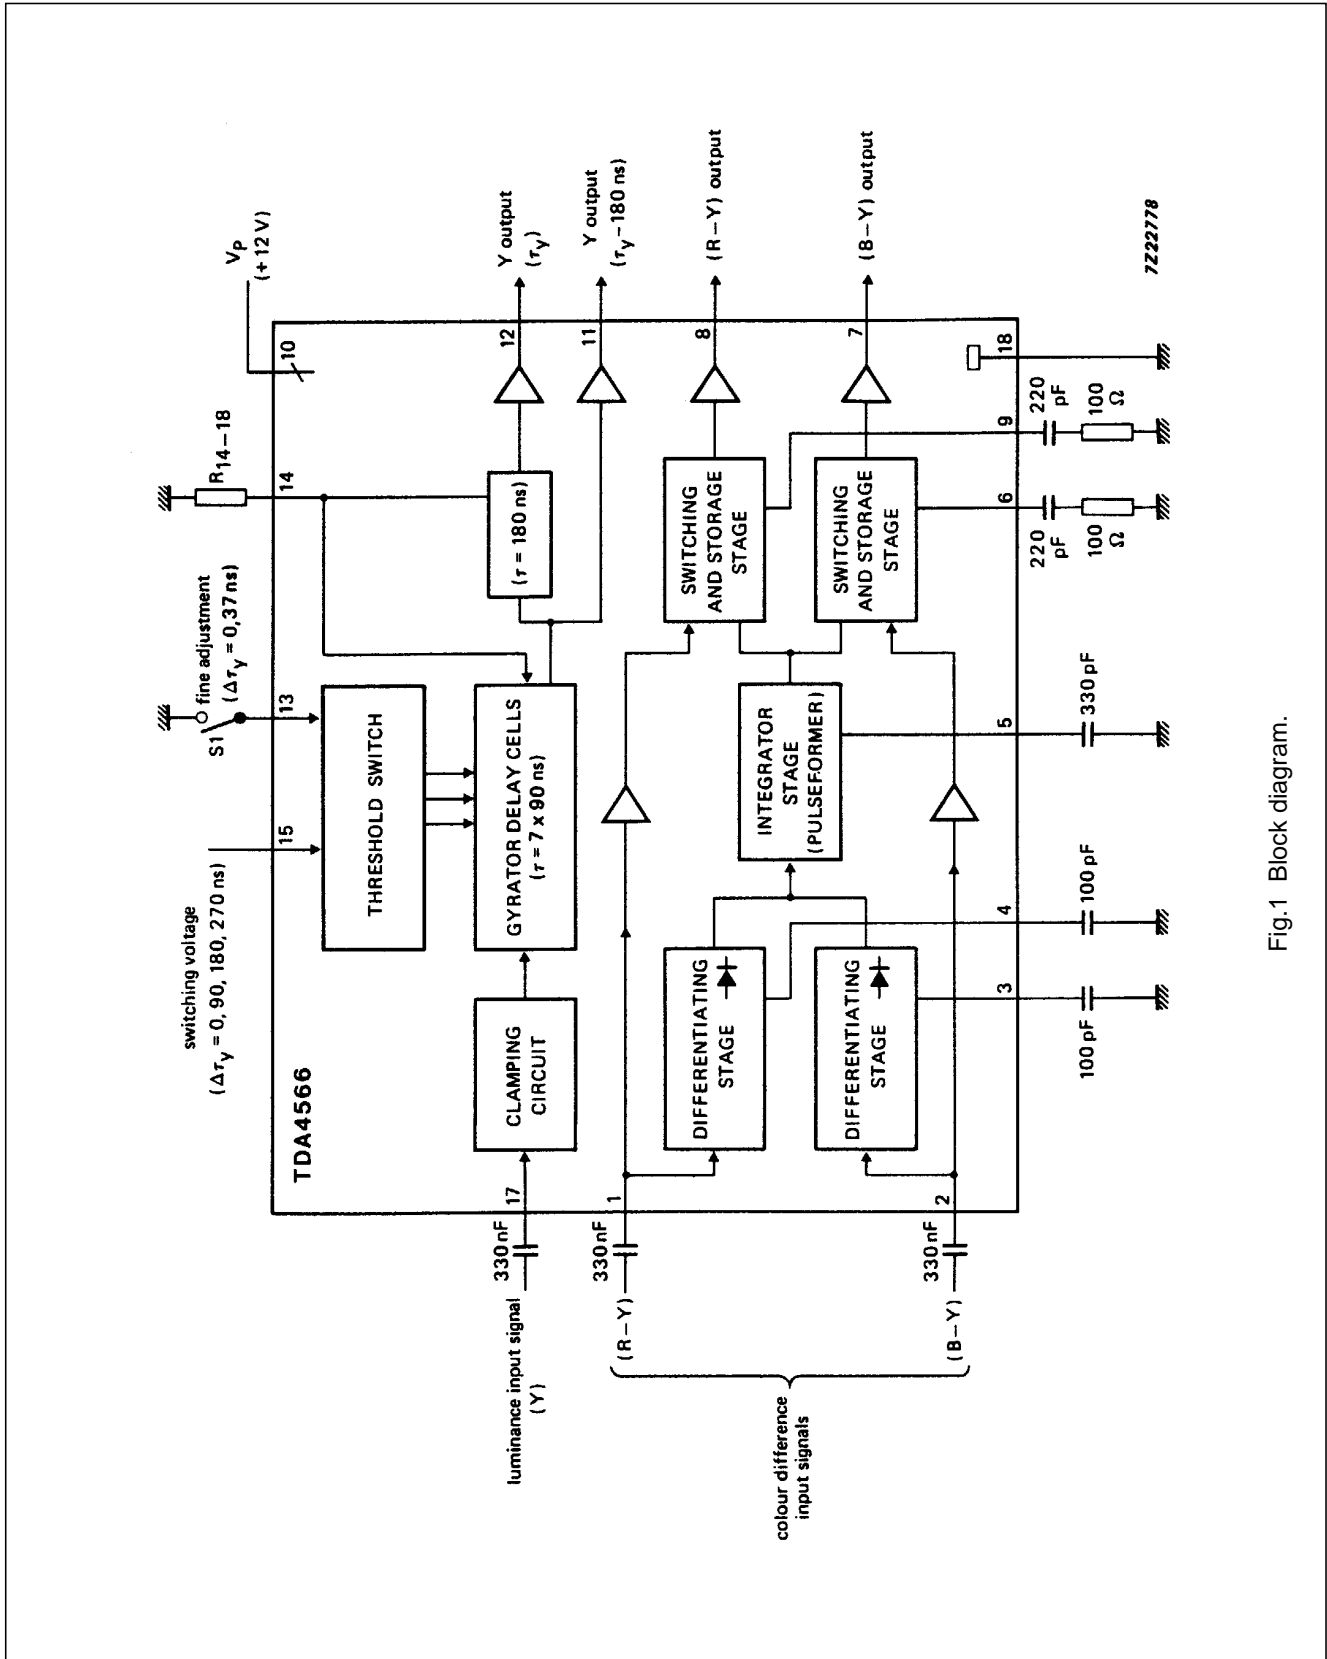 switching voltage
(Δτy = 0, 90, 180, 270 ns)
fine adjustment
(Δτy = 0,37 ns)
S1
R14–18
VP
(+ 12 V)
15
13
14
10
TDA4566
THRESHOLD SWITCH
luminance input signal
(Y)
330 nF
17
CLAMPING
CIRCUIT
GYRATOR DELAY CELLS
(τ = 7 x 90 ns)
(τ = 180 ns)
12
Y output
(τy)
11
Y output
(τy–180 ns)
colour difference
input signals
(R–Y)
330 nF
1
DIFFERENTIATING
STAGE
SWITCHING
AND STORAGE
STAGE
8
(R–Y) output
INTEGRATOR
STAGE
(PULSEFORMER)
DIFFERENTIATING
STAGE
SWITCHING
AND STORAGE
STAGE
7
(B–Y) output
(B–Y)
330 nF
2
3
4
5
6
9
18
100 pF
100 pF
330 pF
220
pF
100
Ω
220
pF
100
Ω
7Z22778
Fig.1 Block diagram.